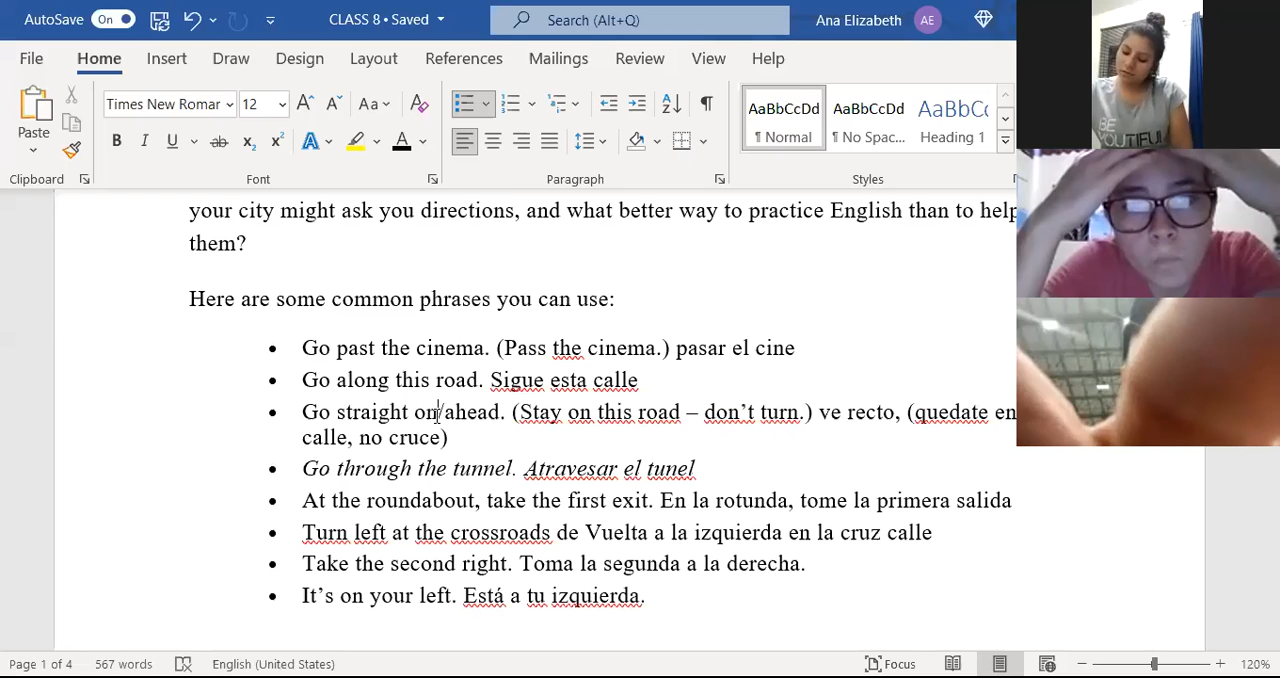 AutoSave On CLASS 8 • Saved Search (Alt+Q) Ana Elizabeth AE
File Home Insert Draw Design Layout References Mailings Review View Help
Times New Romar 12 Aa AaBbCcDd AaBbCcDd AaBbCc
Paste B I U ab x₂ x² A A ¶ Normal ¶ No Spac... Heading 1
Clipboard Font Paragraph Styles
BE
YOUTIFUL
your city might ask you directions, and what better way to practice English than to help
them?
Here are some common phrases you can use:
• Go past the cinema. (Pass the cinema.) pasar el cine
• Go along this road. Sigue esta calle
• Go straight on/ahead. (Stay on this road – don't turn.) ve recto, (quedate en
calle, no cruce)
• Go through the tunnel. Atravesar el tunel
• At the roundabout, take the first exit. En la rotunda, tome la primera salida
• Turn left at the crossroads de Vuelta a la izquierda en la cruz calle
• Take the second right. Toma la segunda a la derecha.
• It's on your left. Está a tu izquierda.
Page 1 of 4 567 words English (United States) Focus 120%